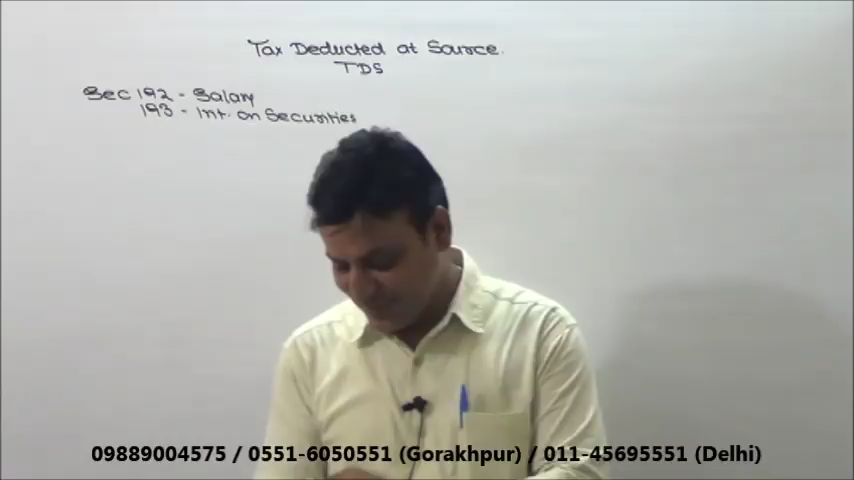 Tax Deducted at Source.
TDS
Sec 192 - Salary
193 - Int. on Securities
09889004575 / 0551-6050551 (Gorakhpur) / 011-45695551 (Delhi)